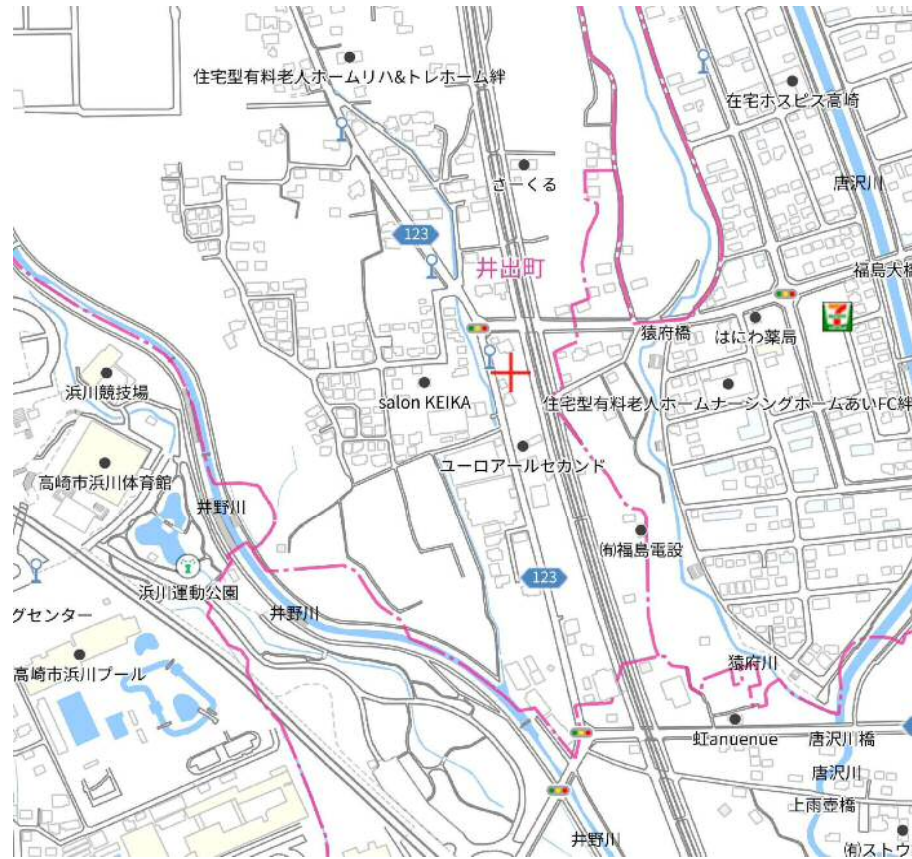 住宅型有料老人ホームリハ&トレホーム絆
在宅ホスピス高崎
さーくる
唐沢川
123
井出町
福島大橋
7
猿府橋
はにわ薬局
浜川競技場
salon KEIKA
住宅型有料老人ホームナーシングホームあいFC絆
ユーロアールセカンド
高崎市浜川体育館
井野川
㈲福島電設
123
浜川運動公園
井野川
グセンター
高崎市浜川プール
猿府川
虹anuenue
唐沢川橋
唐沢川
上雨壺橋
井野川
㈲ストウ